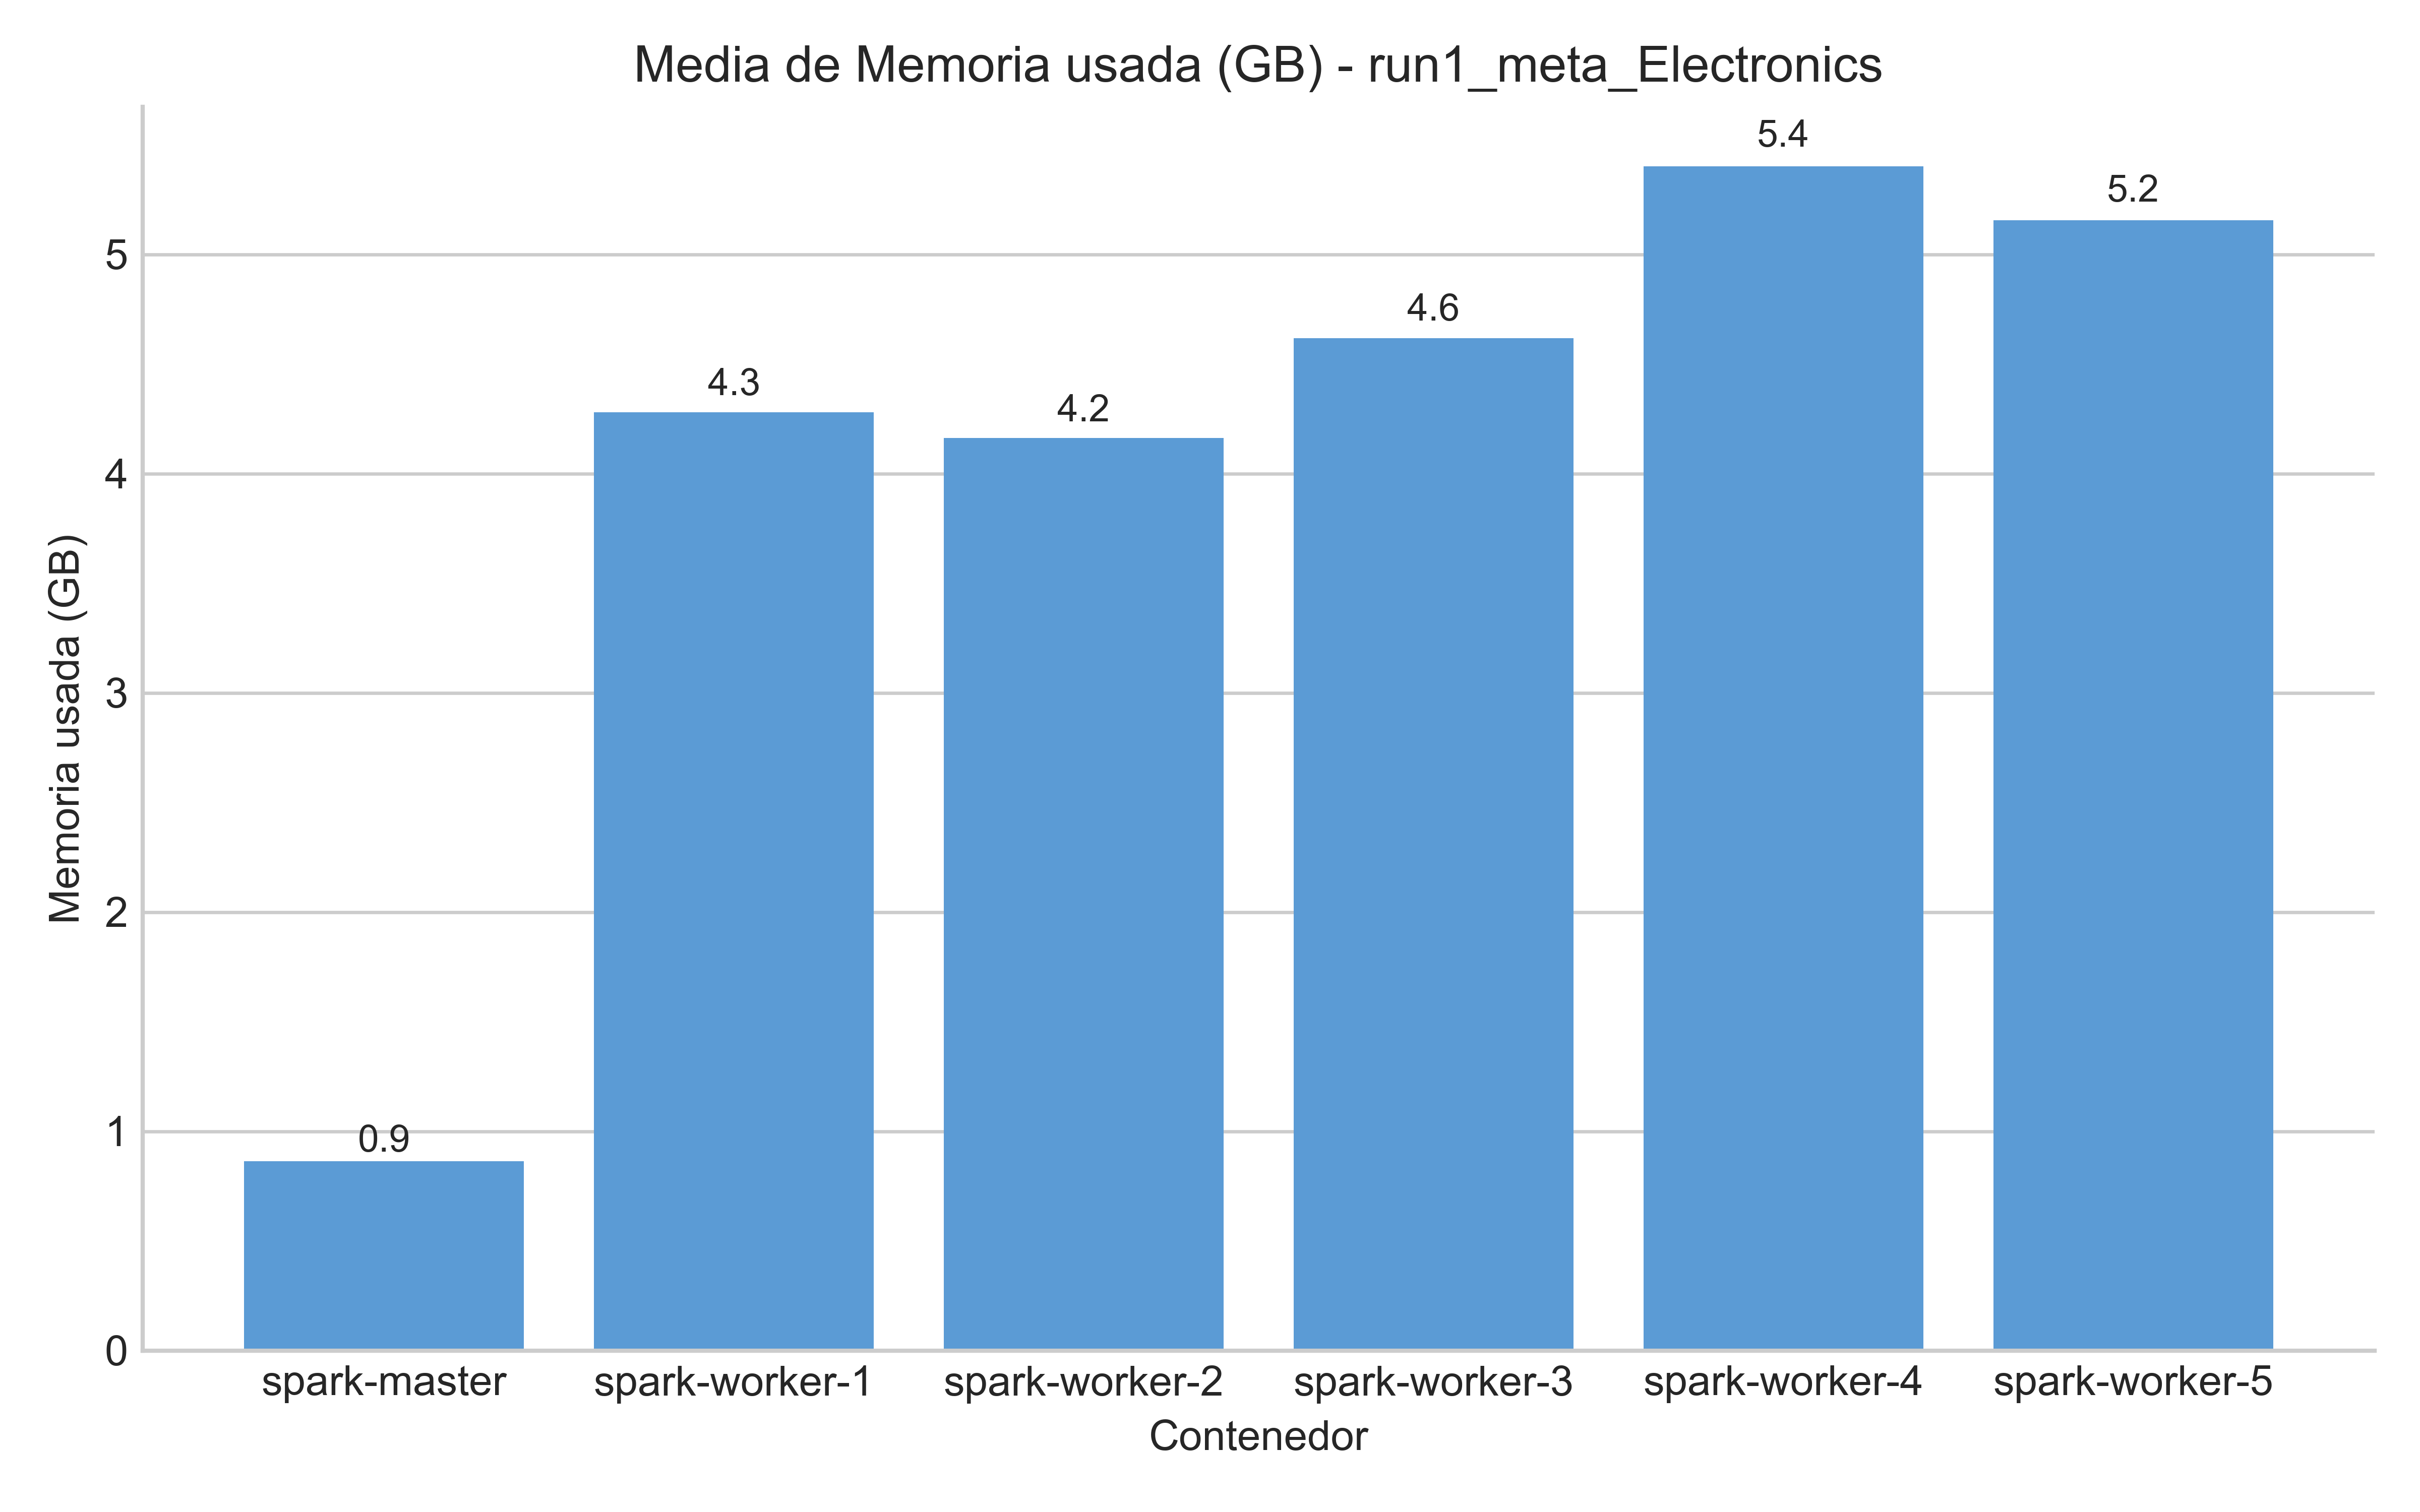 Media de Memoria usada (GB) - run1_meta_Electronics
Memoria usada (GB)
5
4
3
2
1
0
0.9
4.3
4.2
4.6
5.4
5.2
spark-master
spark-worker-1
spark-worker-2
spark-worker-3
spark-worker-4
spark-worker-5
Contenedor